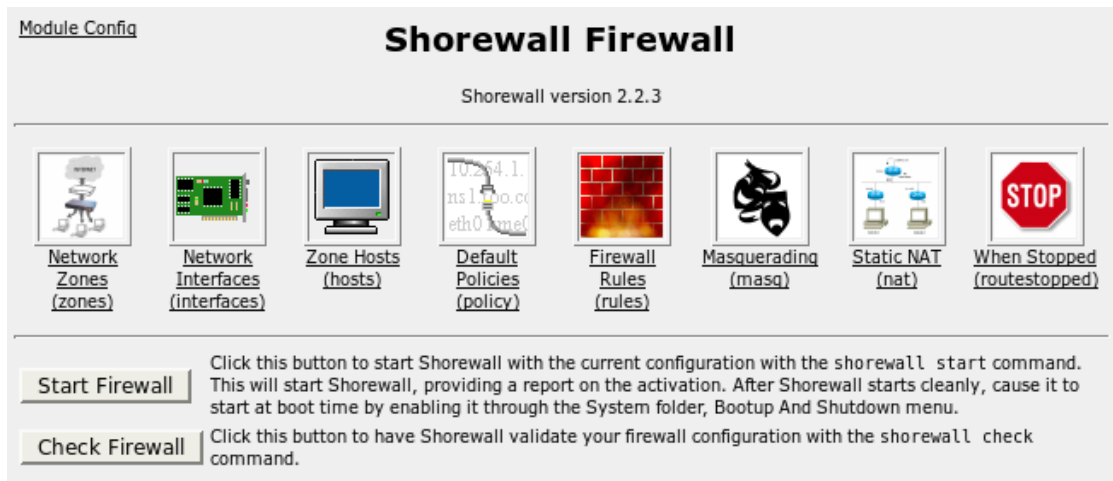 Module Config
Shorewall Firewall
Shorewall version 2.2.3
INTERNET
10.254.1.
eth0
STOP
Network
Zones
(zones)
Network
Interfaces
(interfaces)
Zone Hosts
(hosts)
Default
Policies
(policy)
Firewall
Rules
(rules)
Masquerading
(masq)
Static NAT
(nat)
When Stopped
(routestopped)
Start Firewall
Click this button to start Shorewall with the current configuration with the shorewall start command.
This will start Shorewall, providing a report on the activation. After Shorewall starts cleanly, cause it to
start at boot time by enabling it through the System folder, Bootup And Shutdown menu.
Check Firewall
Click this button to have Shorewall validate your firewall configuration with the shorewall check
command.